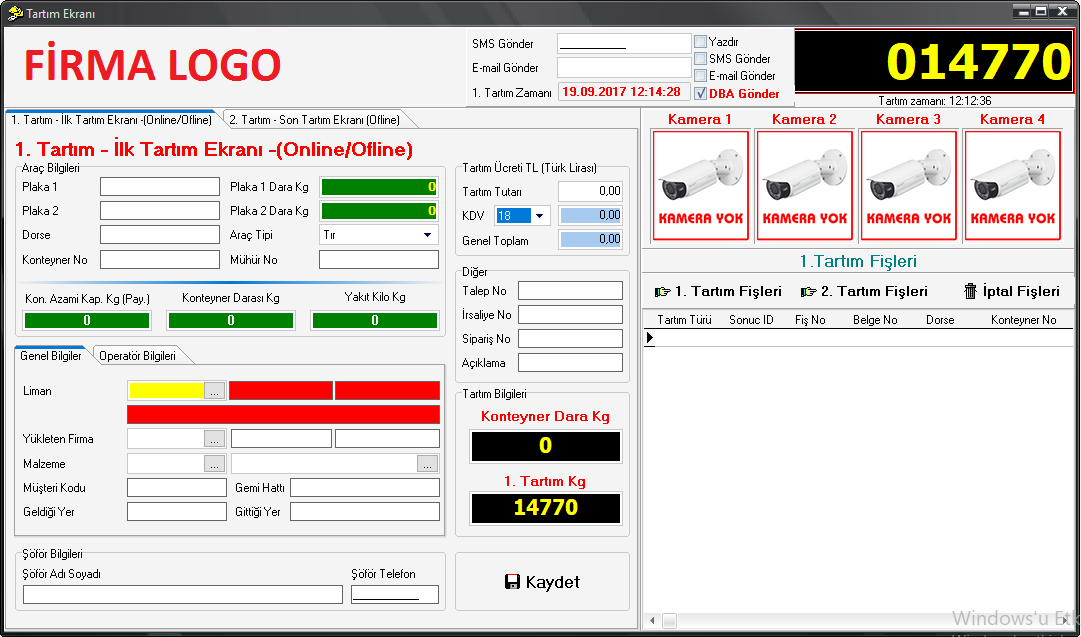 Tartım Ekranı
FİRMA LOGO
SMS Gönder
E-mail Gönder
1. Tartım Zamanı
19.09.2017 12:14:28
Yazdır
SMS Gönder
E-mail Gönder
DBA Gönder
014770
Tartım zamanı: 12:12:36
1. Tartım - İlk Tartım Ekranı -(Online/Ofline)
2. Tartım - Son Tartım Ekranı (Ofline)
1. Tartım - İlk Tartım Ekranı -(Online/Ofline)
Araç Bilgileri
Plaka 1
Plaka 1 Dara Kg
0
Plaka 2
Plaka 2 Dara Kg
0
Dorse
Araç Tipi
Tır
Konteyner No
Mühür No
Kon. Azami Kap. Kg (Pay.)
Konteyner Darası Kg
Yakıt Kilo Kg
0
0
0
Genel Bilgiler
Operatör Bilgileri
Liman
...
Yükleten Firma
...
Malzeme
...
...
Müşteri Kodu
Gemi Hattı
Geldiği Yer
Gittiği Yer
Şöför Bilgileri
Şöför Adı Soyadı
Şöför Telefon
Tartım Ücreti TL (Türk Lirası)
Tartım Tutarı
0,00
KDV
18
0,00
Genel Toplam
0,00
Diğer
Talep No
İrsaliye No
Sipariş No
Açıklama
Tartım Bilgileri
Konteyner Dara Kg
0
1. Tartım Kg
14770
Kaydet
Kamera 1
Kamera 2
Kamera 3
Kamera 4
KAMERA YOK
KAMERA YOK
KAMERA YOK
KAMERA YOK
1.Tartım Fişleri
1. Tartım Fişleri
2. Tartım Fişleri
İptal Fişleri
Tartım Türü
Sonuc ID
Fiş No
Belge No
Dorse
Konteyner No
Windows'u Etk